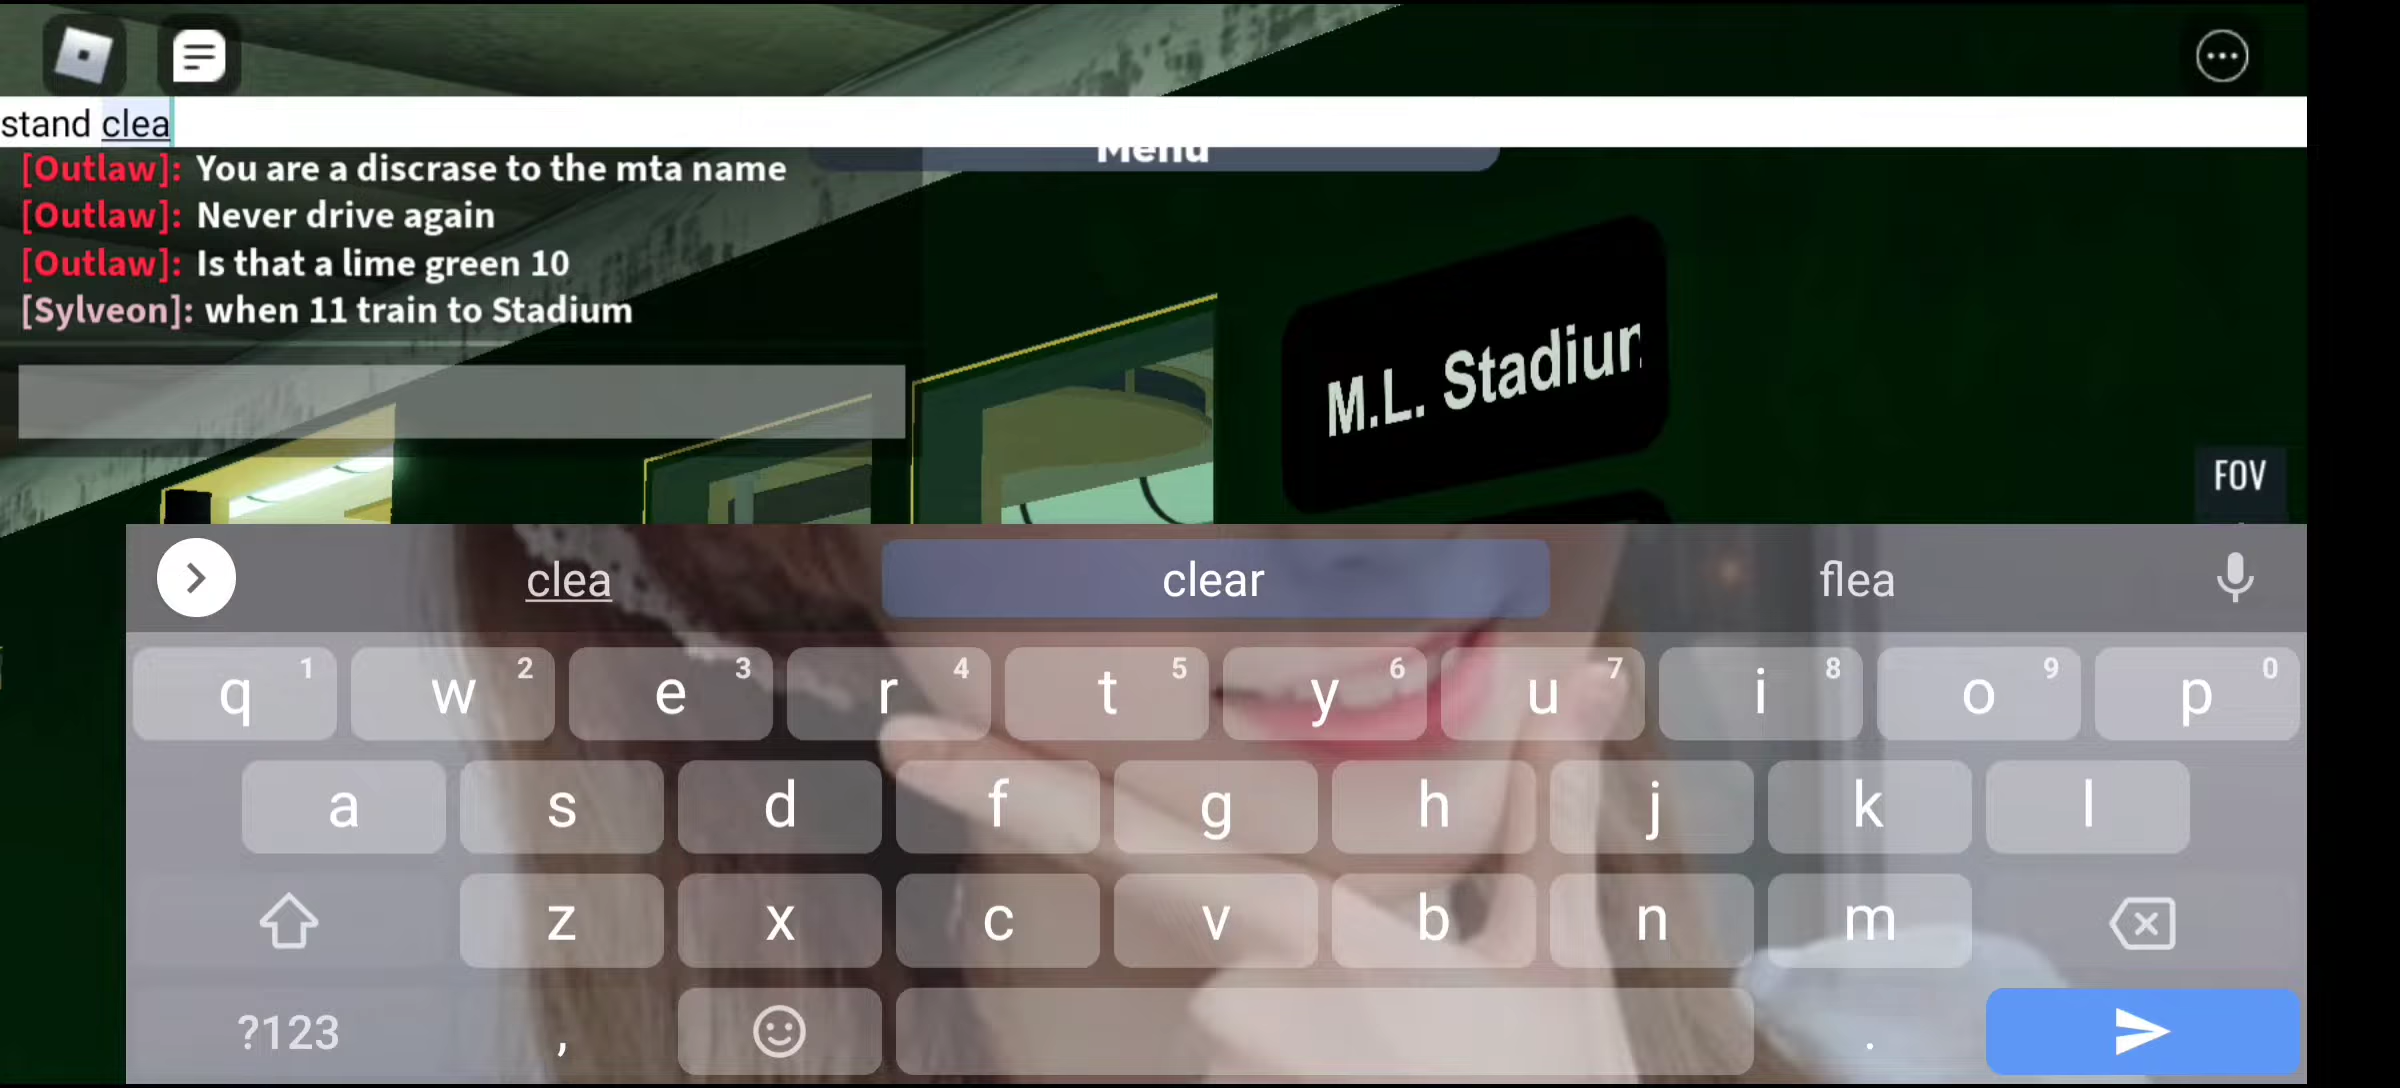 stand clea
Menu
[Outlaw]: You are a discrase to the mta name
[Outlaw]: Never drive again
[Outlaw]: Is that a lime green 10
[Sylveon]: when 11 train to Stadium
M.L. Stadium
FOV
clea clear flea
q 1 w 2 e 3 r 4 t 5 y 6 u 7 i 8 o 9 p 0
a s d f g h j k l
z x c v b n m
?123 , .